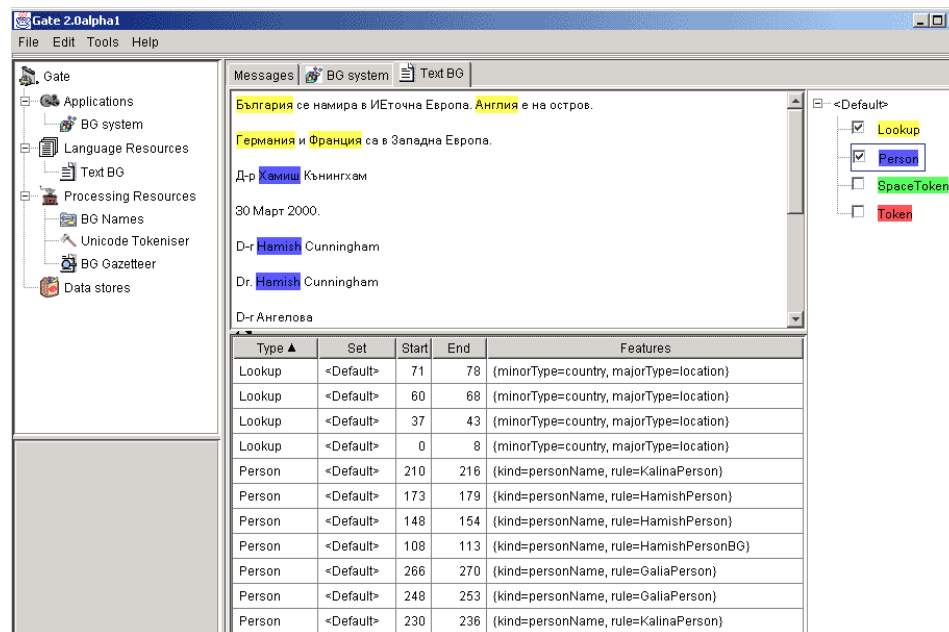 Gate 2.0alpha1
File Edit Tools Help
Gate
Applications
BG system
Language Resources
Text BG
Processing Resources
BG Names
Unicode Tokeniser
BG Gazetteer
Data stores
Messages BG system Text BG
България се намира в ИЕточна Европа. Англия е на остров.
Германия и Франция са в Западна Европа.
Д-р Хамиш Кънингхам
30 Март 2000.
D-r Hamish Cunningham
Dr. Hamish Cunningham
D-r Ангелова
<Default>
Lookup
Person
SpaceToken
Token
Type ▲ Set Start End Features
Lookup <Default> 71 78 {minorType=country, majorType=location}
Lookup <Default> 60 68 {minorType=country, majorType=location}
Lookup <Default> 37 43 {minorType=country, majorType=location}
Lookup <Default> 0 8 {minorType=country, majorType=location}
Person <Default> 210 216 {kind=personName, rule=KalinaPerson}
Person <Default> 173 179 {kind=personName, rule=HamishPerson}
Person <Default> 148 154 {kind=personName, rule=HamishPerson}
Person <Default> 108 113 {kind=personName, rule=HamishPersonBG}
Person <Default> 266 270 {kind=personName, rule=GaliaPerson}
Person <Default> 248 253 {kind=personName, rule=GaliaPerson}
Person <Default> 230 236 {kind=personName, rule=KalinaPerson}